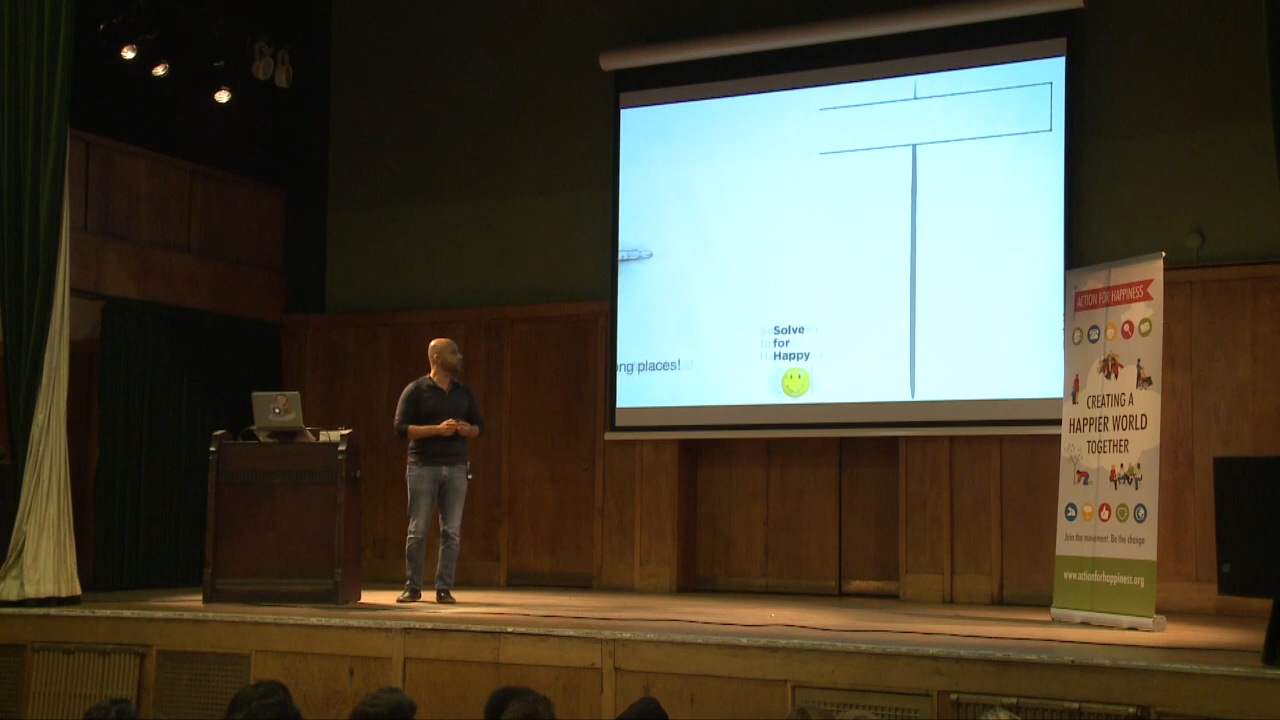 ong places!
Solve
for
Happy
ACTION FOR HAPPINESS
CREATING A
HAPPIER WORLD
TOGETHER
Join the movement. Be the change
www.actionforhappiness.org